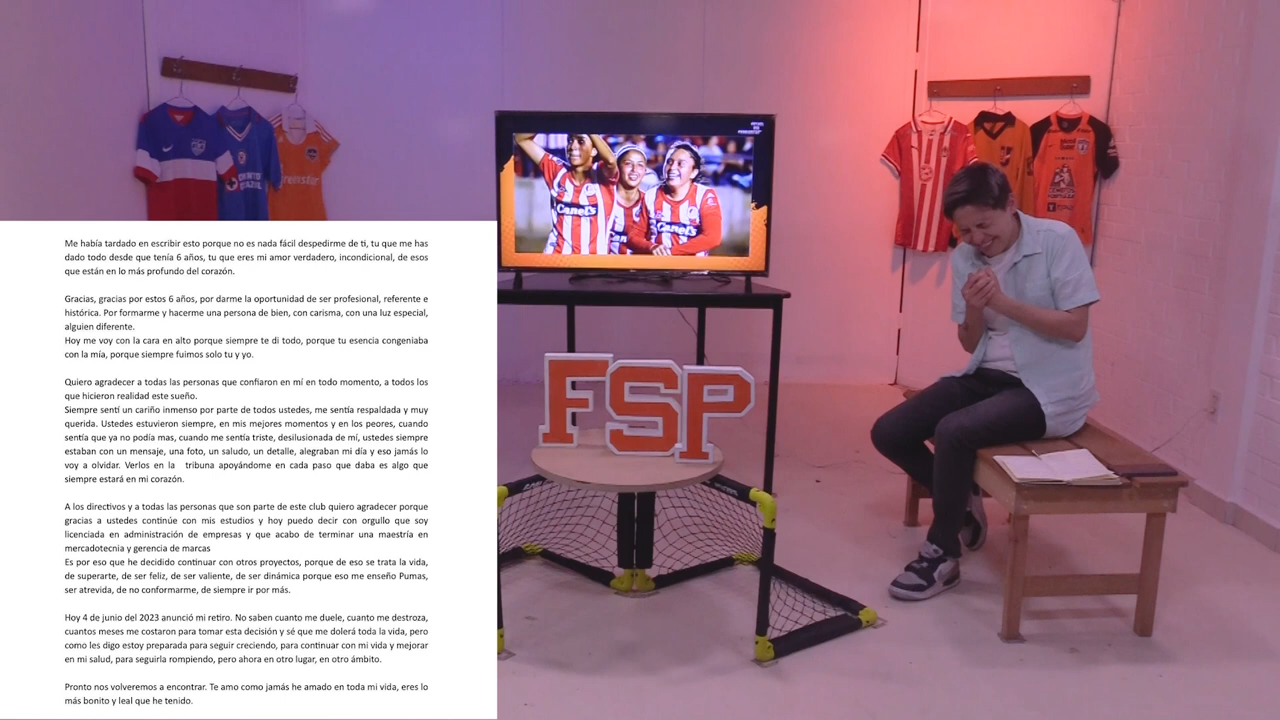 Me había tardado en escribir esto porque no es nada fácil despedirme de ti, tu que me has
dado todo desde que tenía 6 años, tu que eres mi amor verdadero, incondicional, de esos
que están en lo más profundo del corazón.
Gracias, gracias por estos 6 años, por darme la oportunidad de ser profesional, referente e
histórica. Por formarme y hacerme una persona de bien, con carisma, con una luz especial,
alguien diferente.
Hoy me voy con la cara en alto porque siempre te di todo, porque tu esencia congeniaba
con la mía, porque siempre fuimos solo tu y yo.
Quiero agradecer a todas las personas que confiaron en mí en todo momento, a todos los
que hicieron realidad este sueño.
Siempre sentí un cariño inmenso por parte de todos ustedes, me sentía respaldada y muy
querida. Ustedes estuvieron siempre, en mis mejores momentos y en los peores, cuando
sentía que ya no podía mas, cuando me sentía triste, desilusionada de mí, ustedes siempre
estaban con un mensaje, una foto, un saludo, un detalle, alegraban mi día y eso jamás lo
voy a olvidar. Verlos en la tribuna apoyándome en cada paso que daba es algo que
siempre estará en mi corazón.
A los directivos y a todas las personas que son parte de este club quiero agradecer porque
gracias a ustedes continúe con mis estudios y hoy puedo decir con orgullo que soy
licenciada en administración de empresas y que acabo de terminar una maestría en
mercadotecnia y gerencia de marcas
Es por eso que he decidido continuar con otros proyectos, porque de eso se trata la vida,
de superarte, de ser feliz, de ser valiente, de ser dinámica porque eso me enseño Pumas,
ser atrevida, de no conformarme, de siempre ir por más.
Hoy 4 de junio del 2023 anunció mi retiro. No saben cuanto me duele, cuanto me destroza,
cuantos meses me costaron para tomar esta decisión y sé que me dolerá toda la vida, pero
como les digo estoy preparada para seguir creciendo, para continuar con mi vida y mejorar
en mi salud, para seguirla rompiendo, pero ahora en otro lugar, en otro ámbito.
Pronto nos volveremos a encontrar. Te amo como jamás he amado en toda mi vida, eres lo
más bonito y leal que he tenido.
Canel's
Canel's
FSP